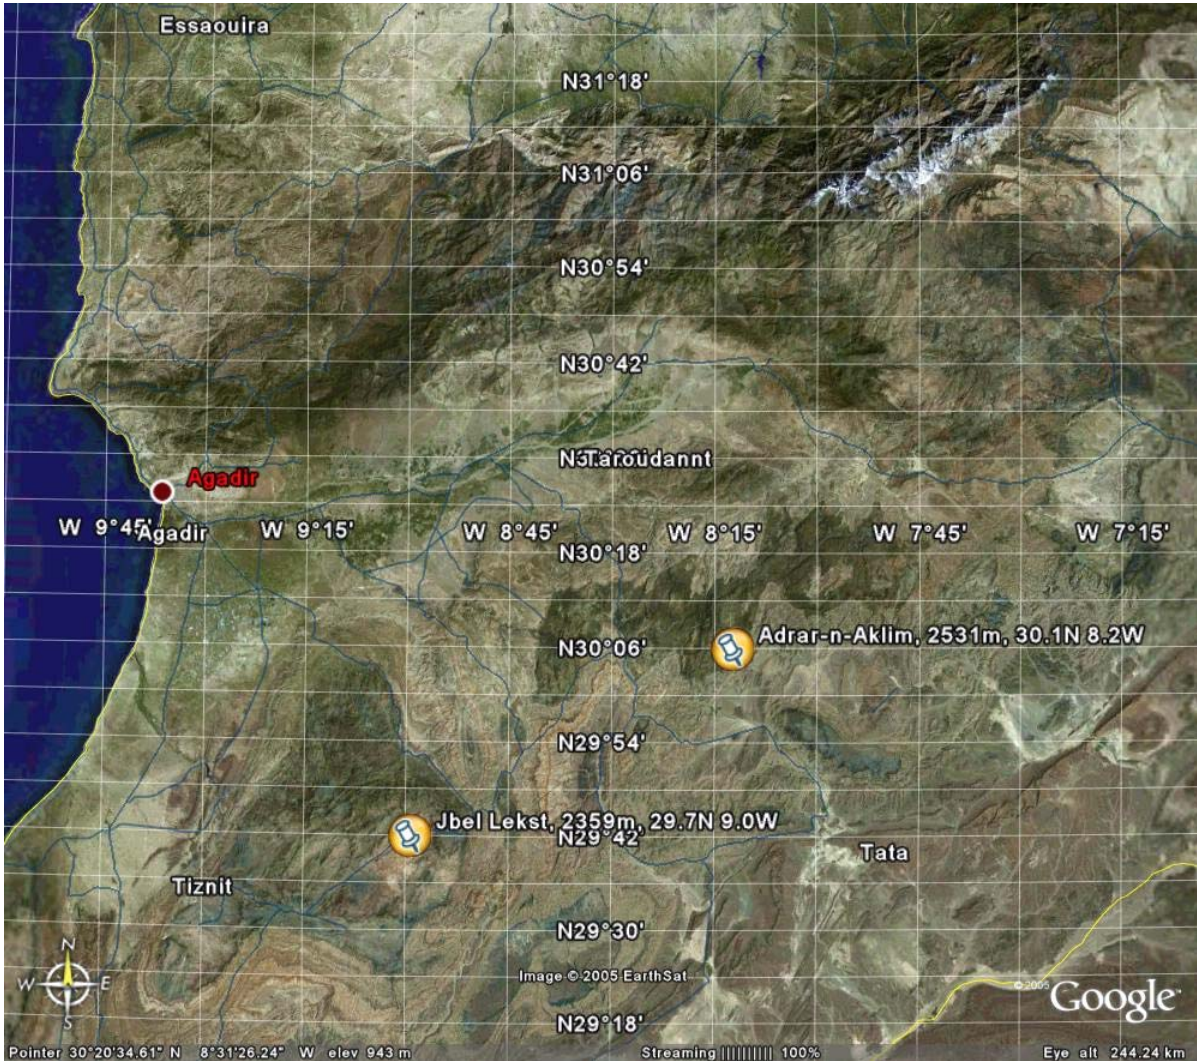 Essaouira
N31°18'
N31°06'
N30°54'
N30°42'
Taroudannt
Agadir
W 9°45' Agadir W 9°15' W 8°45' W 8°15' W 7°45' W 7°15'
N30°18'
Adrar-n-Aklim, 2531m, 30.1N 8.2W
N30°06'
N29°54'
Jbel Lekst, 2359m, 29.7N 9.0W
N29°42'
Tata
Tiznit
N29°30'
N
W E
S
Image © 2005 EarthSat
© 2005 Google™
N29°18'
Pointer 30°20'34.61" N 8°31'26.24" W elev 943 m Streaming |||||||||| 100% Eye alt 244.24 km